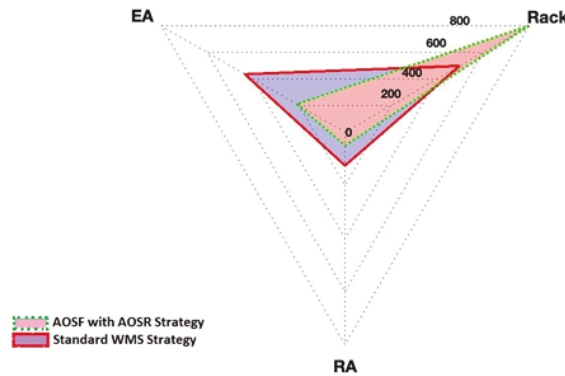 EA
Rack
800
600
400
200
0
AOSF with AOSR Strategy
Standard WMS Strategy
RA